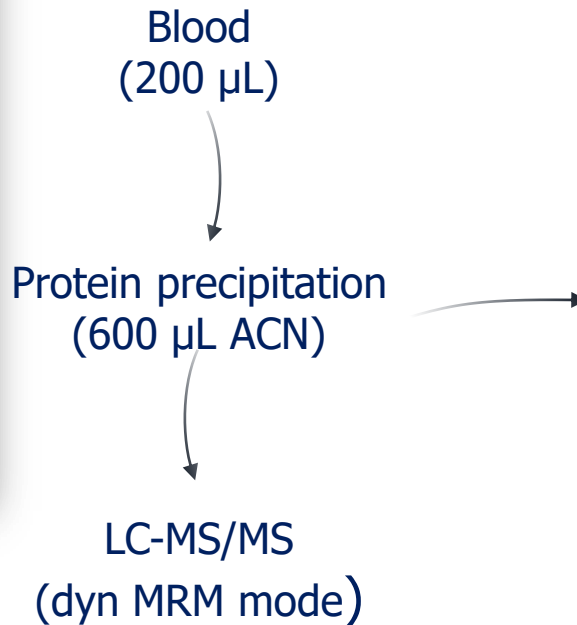 Blood
(200 µL)
Protein precipitation
(600 µL ACN)
LC-MS/MS
(dyn MRM mode)